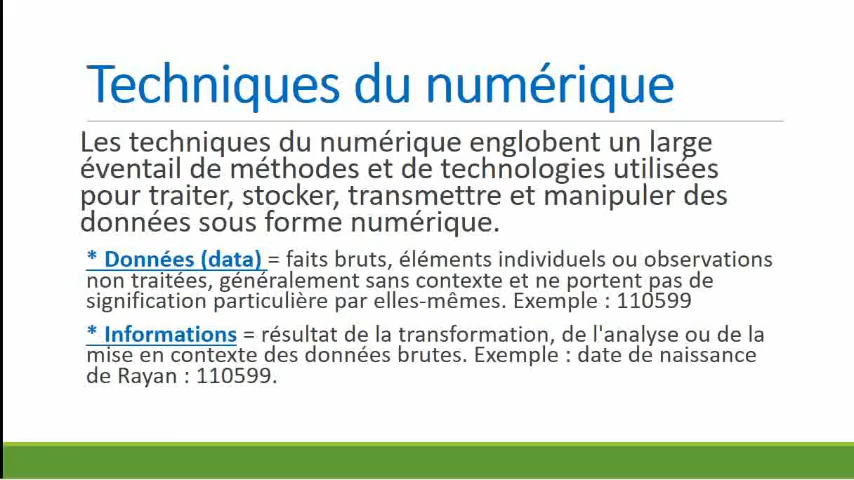 Techniques du numérique
Les techniques du numérique englobent un large
éventail de méthodes et de technologies utilisées
pour traiter, stocker, transmettre et manipuler des
données sous forme numérique.
* Données (data) = faits bruts, éléments individuels ou observations
non traitées, généralement sans contexte et ne portent pas de
signification particulière par elles-mêmes. Exemple : 110599
* Informations = résultat de la transformation, de l'analyse ou de la
mise en contexte des données brutes. Exemple : date de naissance
de Rayan : 110599.